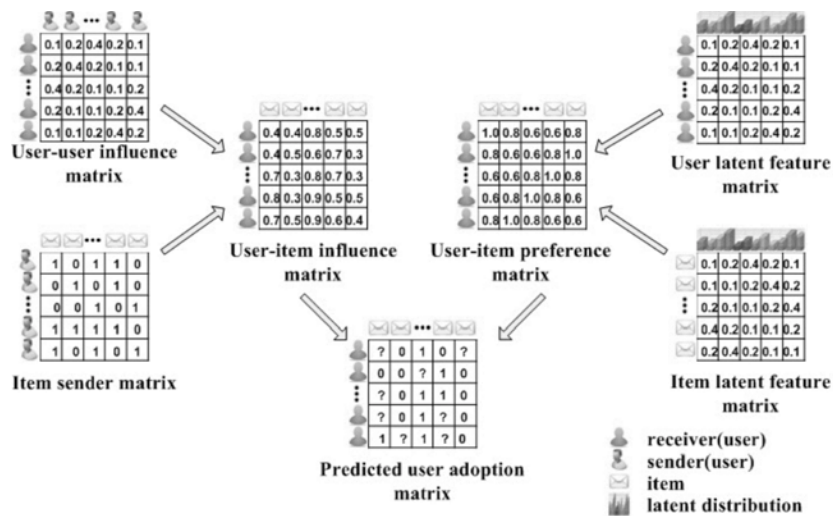 0.1 0.2 0.4 0.2 0.1
0.2 0.4 0.2 0.1 0.1
0.4 0.2 0.1 0.1 0.2
0.2 0.1 0.1 0.2 0.4
0.1 0.1 0.2 0.4 0.2
User-user influence
matrix
1 0 1 1 0
0 1 0 1 0
0 0 1 0 1
1 1 1 1 0
1 0 1 0 1
Item sender matrix
0.4 0.4 0.8 0.5 0.5
0.4 0.5 0.6 0.7 0.3
0.7 0.3 0.8 0.7 0.3
0.8 0.3 0.9 0.5 0.5
0.7 0.5 0.9 0.6 0.4
User-item influence
matrix
1.0 0.8 0.6 0.6 0.8
0.8 0.6 0.6 0.8 1.0
0.6 0.6 0.8 1.0 0.8
0.6 0.8 1.0 0.8 0.6
0.8 1.0 0.8 0.6 0.6
User-item preference
matrix
0.1 0.2 0.4 0.2 0.1
0.2 0.4 0.2 0.1 0.1
0.4 0.2 0.1 0.1 0.2
0.2 0.1 0.1 0.2 0.4
0.1 0.1 0.2 0.4 0.2
User latent feature
matrix
0.1 0.2 0.4 0.2 0.1
0.1 0.1 0.2 0.4 0.2
0.2 0.1 0.1 0.2 0.4
0.4 0.2 0.1 0.1 0.2
0.2 0.4 0.2 0.1 0.1
Item latent feature
matrix
? 0 1 0 ?
0 0 ? 1 0
? 0 1 1 0
? 0 1 ? 0
1 ? 1 ? 0
Predicted user adoption
matrix
receiver(user)
sender(user)
item
latent distribution